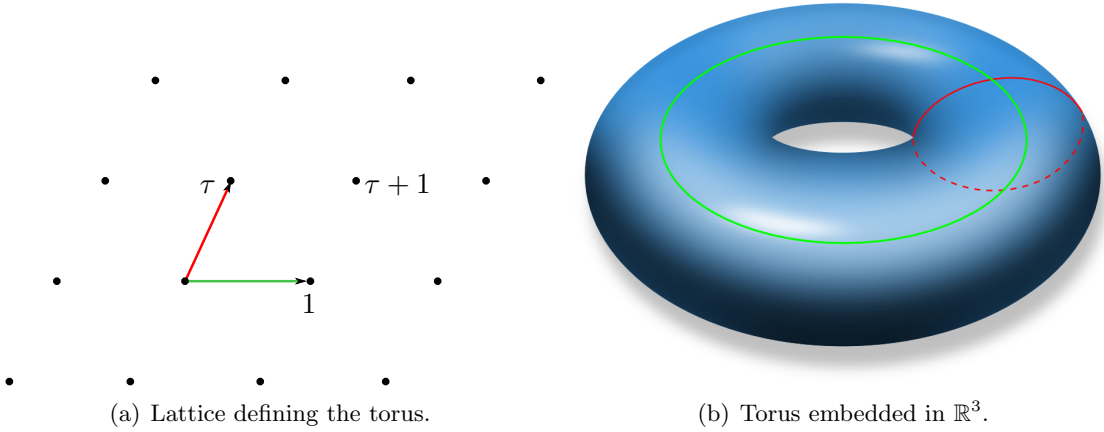 τ
τ + 1
1
(a) Lattice defining the torus.
(b) Torus embedded in ℝ³.